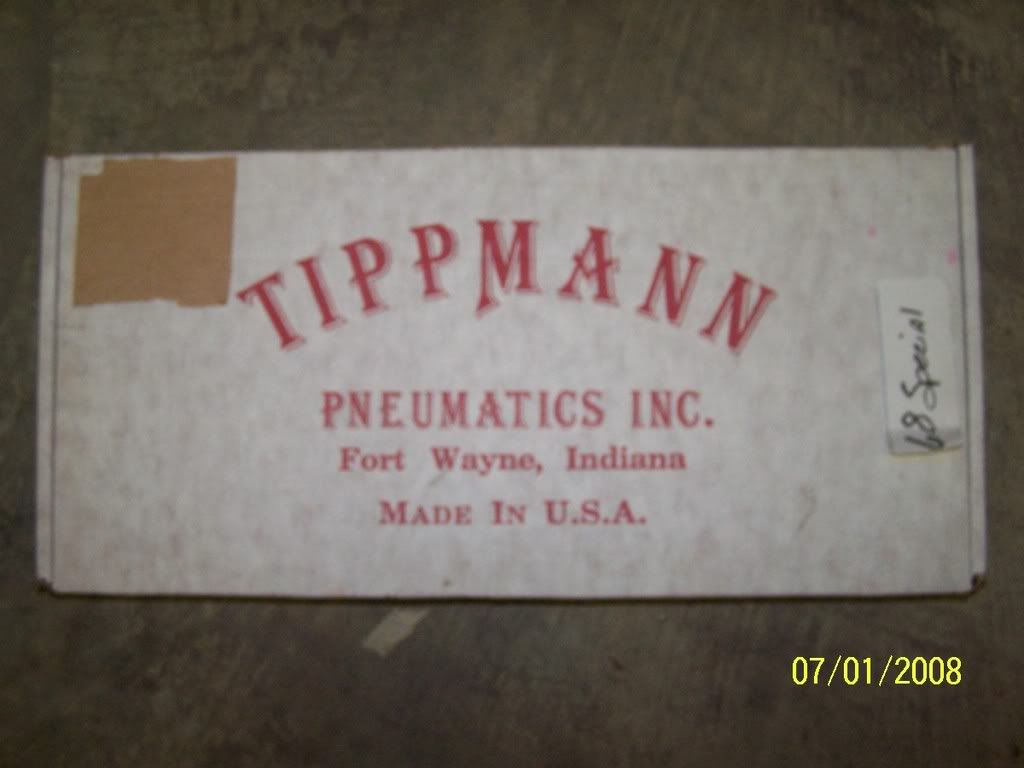 TIPPMANN
PNEUMATICS INC.
Fort Wayne, Indiana
MADE IN U.S.A.
68 Special
07/01/2008